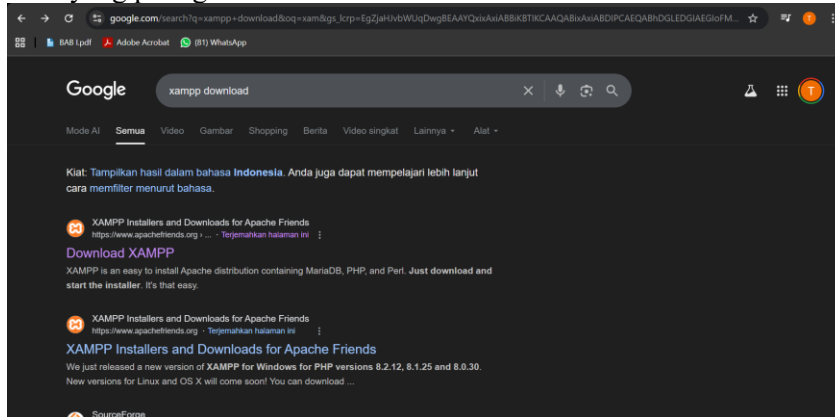 google.com/search?q=xampp+download&oq=xam&gs_lcrp=EgZjaHJvbWUqDwgBEAAYQxixAxiABBiKBTIKCAAQABixAxiABDIPCAEQABhDGLEDGIAEGIoFM...
BAB I.pdf Adobe Acrobat (81) WhatsApp
Google
xampp download
T
Mode AI Semua Video Gambar Shopping Berita Video singkat Lainnya Alat
Kiat: Tampilkan hasil dalam bahasa Indonesia. Anda juga dapat mempelajari lebih lanjut
cara memfilter menurut bahasa.
XAMPP Installers and Downloads for Apache Friends
https://www.apachefriends.org › ... · Terjemahkan halaman ini
Download XAMPP
XAMPP is an easy to install Apache distribution containing MariaDB, PHP, and Perl. Just download and
start the installer. It's that easy.
XAMPP Installers and Downloads for Apache Friends
https://www.apachefriends.org · Terjemahkan halaman ini
XAMPP Installers and Downloads for Apache Friends
We just released a new version of XAMPP for Windows for PHP versions 8.2.12, 8.1.25 and 8.0.30.
New versions for Linux and OS X will come soon! You can download ...
SourceForge